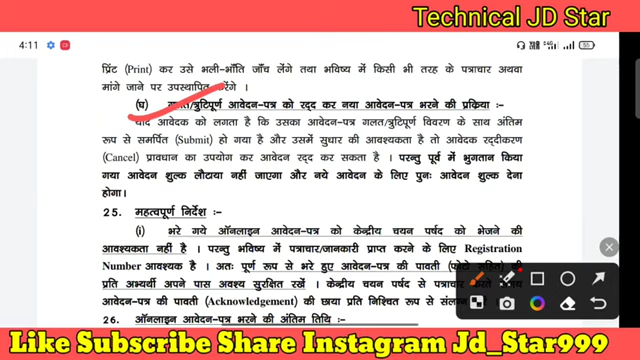 Technical JD Star
4:11
55
प्रिंट (Print) कर उसे भली-भाँति जाँच लेंगे तथा भविष्य में किसी भी तरह के पत्राचार अथवा
मांगे जाने पर उपस्थापित करेंगे ।
(घ) गलत/त्रुटिपूर्ण आवेदन-पत्र को रद्द कर नया आवेदन-पत्र भरने की प्रक्रिया :-
यदि आवेदक को लगता है कि उसका आवेदन-पत्र गलत/त्रुटिपूर्ण विवरण के साथ अंतिम
रूप से समर्पित (Submit) हो गया है और उसमें सुधार की आवश्यकता है तो आवेदक रद्दीकरण
(Cancel) प्रावधान का उपयोग कर आवेदन रद्द कर सकता है । परन्तु पूर्व में भुगतान किया
गया आवेदन शुल्क लौटाया नहीं जाएगा और नये आवेदन के लिए पुनः आवेदन शुल्क देना
होगा।
25. महत्वपूर्ण निर्देश :-
(i) भरे गये ऑनलाइन आवेदन-पत्र को केन्द्रीय चयन पर्षद को भेजने की
आवश्यकता नहीं है । परन्तु भविष्य में पत्राचार/जानकारी प्राप्त करने के लिए Registration
Number आवश्यक है । अतः पूर्ण रूप से भरे हुए आवेदन-पत्र की पावती (फोटो सहित) की
प्रति अभ्यर्थी अपने पास अवश्य सुरक्षित रखें । केन्द्रीय चयन पर्षद से पत्राचार करते
आवेदन-पत्र की पावती (Acknowledgement) की छाया प्रति निश्चित रूप से संलग्न
26. ऑनलाइन आवेदन-पत्र भरने की अंतिम तिथि :-
Like Subscribe Share Instagram Jd_Star999